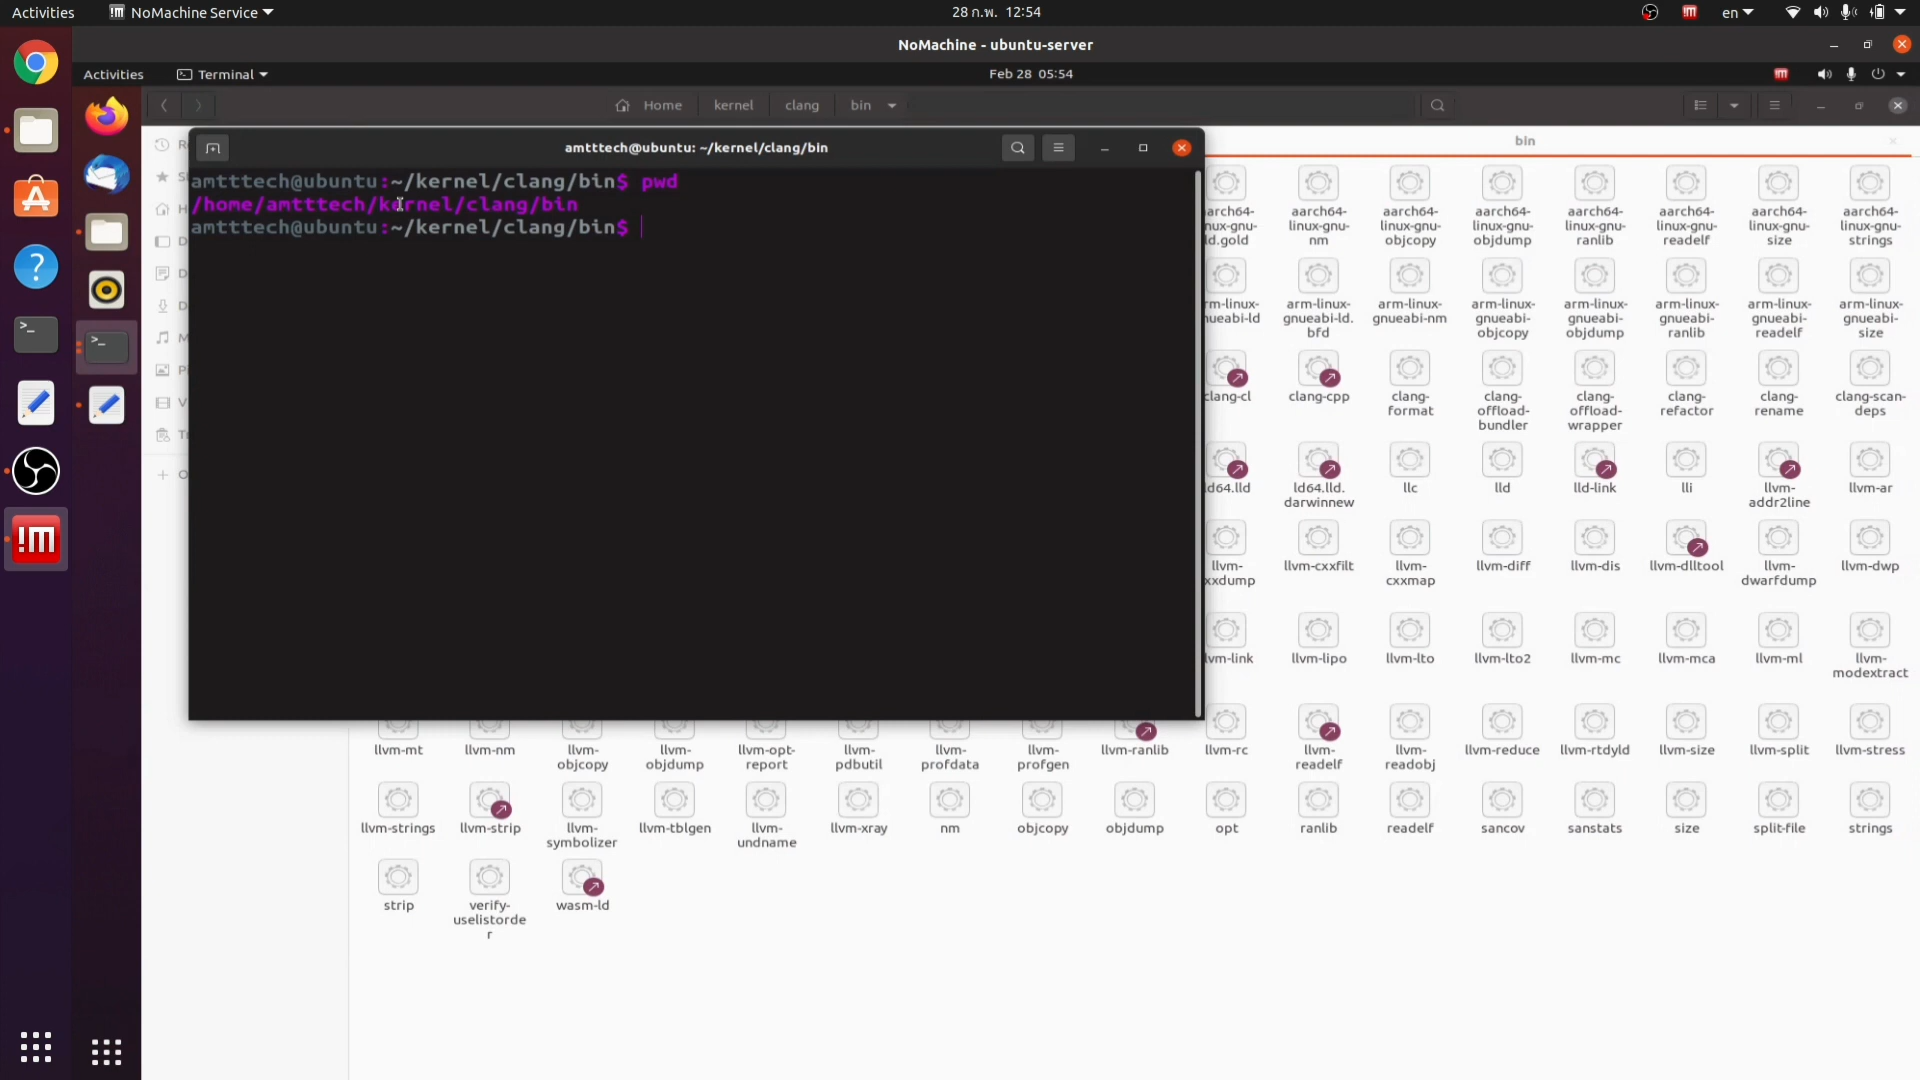 Activities
NoMachine Service
28 ก.พ. 12:54
en
NoMachine - ubuntu-server
Activities
Terminal
Feb 28 05:54
Home
kernel
clang
bin
amtttech@ubuntu: ~/kernel/clang/bin
bin
amtttech@ubuntu:~/kernel/clang/bin$ pwd
/home/amtttech/kernel/clang/bin
amtttech@ubuntu:~/kernel/clang/bin$
aarch64-linux-gnu-nm
aarch64-linux-gnu-objcopy
aarch64-linux-gnu-objdump
aarch64-linux-gnu-ranlib
aarch64-linux-gnu-readelf
aarch64-linux-gnu-size
aarch64-linux-gnu-strings
arm-linux-gnueabi-ld.bfd
arm-linux-gnueabi-nm
arm-linux-gnueabi-objcopy
arm-linux-gnueabi-objdump
arm-linux-gnueabi-ranlib
arm-linux-gnueabi-readelf
arm-linux-gnueabi-size
clang-cl
clang-cpp
clang-format
clang-offload-bundler
clang-offload-wrapper
clang-refactor
clang-rename
clang-scan-deps
ld64.lld
ld64.lld.darwinnew
llc
lld
lld-link
lli
llvm-addr2line
llvm-ar
llvm-cxxfilt
llvm-cxxmap
llvm-diff
llvm-dis
llvm-dlltool
llvm-dwarfdump
llvm-dwp
llvm-lipo
llvm-lto
llvm-lto2
llvm-mc
llvm-mca
llvm-ml
llvm-modextract
llvm-mt
llvm-nm
llvm-objcopy
llvm-objdump
llvm-opt-report
llvm-pdbutil
llvm-profdata
llvm-profgen
llvm-ranlib
llvm-rc
llvm-readelf
llvm-readobj
llvm-reduce
llvm-rtdyld
llvm-size
llvm-split
llvm-stress
llvm-strings
llvm-strip
llvm-symbolizer
llvm-tblgen
llvm-undname
llvm-xray
nm
objcopy
objdump
opt
ranlib
readelf
sancov
sanstats
size
split-file
strings
strip
verify-uselistorder
wasm-ld